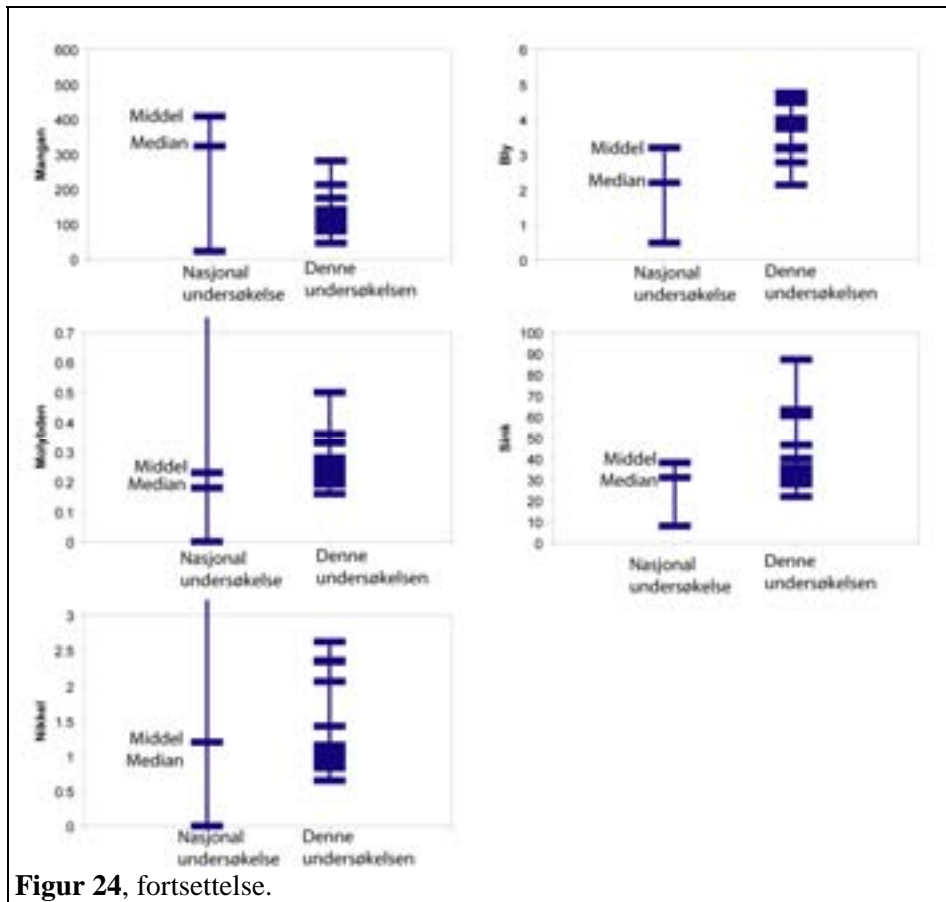 600
500
400
300
200
100
0
Mangan
Middel
Median
Nasjonal
undersøkelse
Denne
undersøkelsen
6
5
4
3
2
1
0
Bly
Middel
Median
Nasjonal
undersøkelse
Denne
undersøkelsen
0.7
0.6
0.5
0.4
0.3
0.2
0.1
0
Molybden
Middel
Median
Nasjonal
undersøkelse
Denne
undersøkelsen
100
90
80
70
60
50
40
30
20
10
0
Sink
Middel
Median
Nasjonal
undersøkelse
Denne
undersøkelsen
3
2.5
2
1.5
1
0.5
0
Nikkel
Middel
Median
Nasjonal
undersøkelse
Denne
undersøkelsen
Figur 24, fortsettelse.